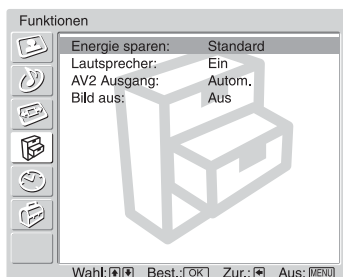 Funktionen
Energie sparen: Standard
Lautsprecher: Ein
AV2 Ausgang: Autom.
Bild aus: Aus
Wahl: Best.: OK Zur.: Aus: MENU